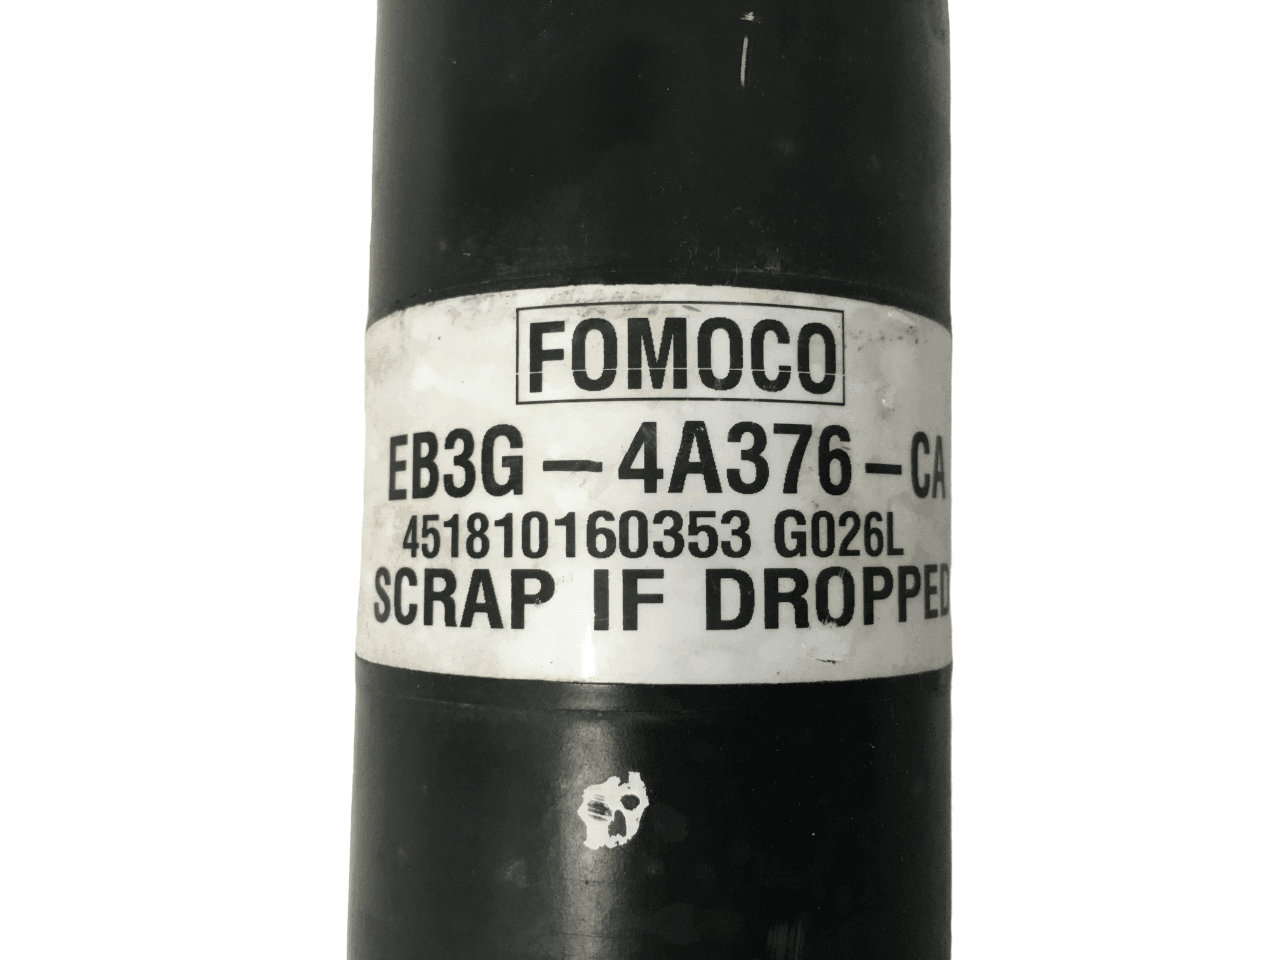 FOMOCO
EB3G-4A376-CA
451810160353 G026L
SCRAP IF DROPPED